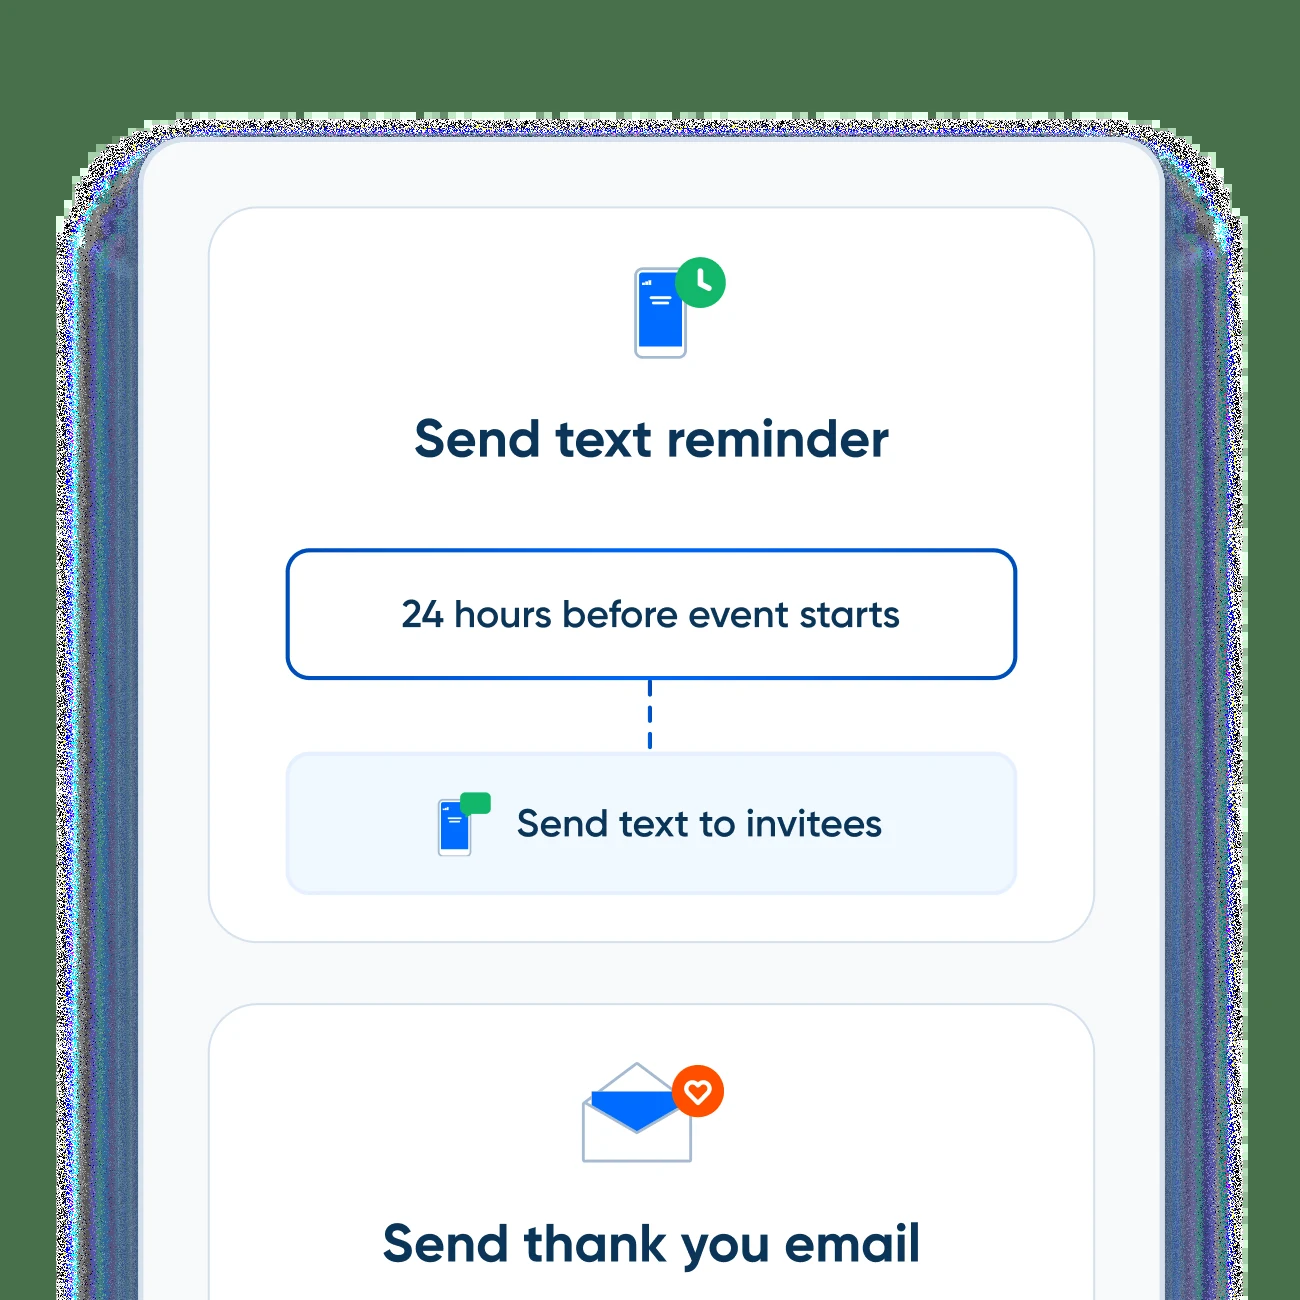 Send text reminder
24 hours before event starts
Send text to invitees
Send thank you email